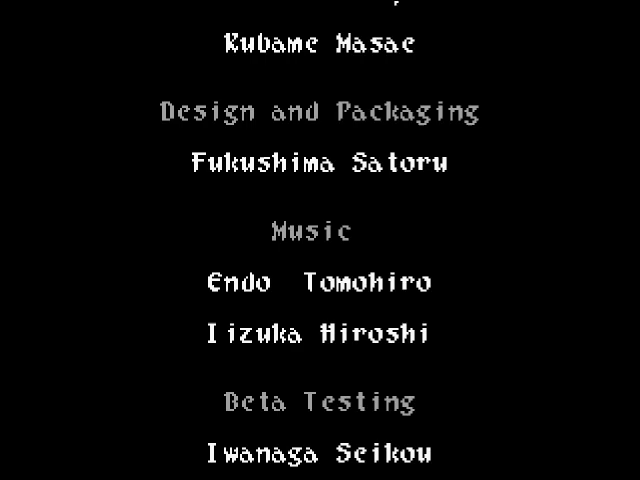 Kubame Masae
Design and Packaging
Fukushima Satoru
Music
Endo Tomohiro
Iizuka Hiroshi
Beta Testing
Iwanaga Seikou